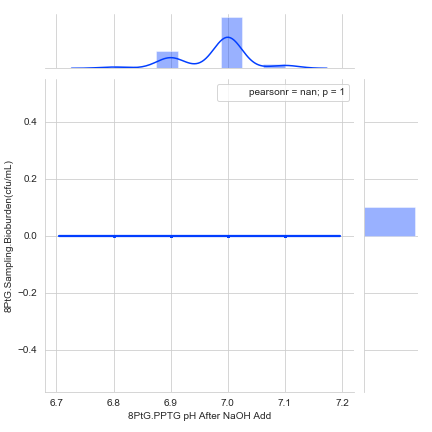 pearsonr = nan; p = 1
0.4
0.2
0.0
−0.2
−0.4
8PtG.Sampling.Bioburden(cfu/mL)
6.7 6.8 6.9 7.0 7.1 7.2
8PtG.PPTG pH After NaOH Add